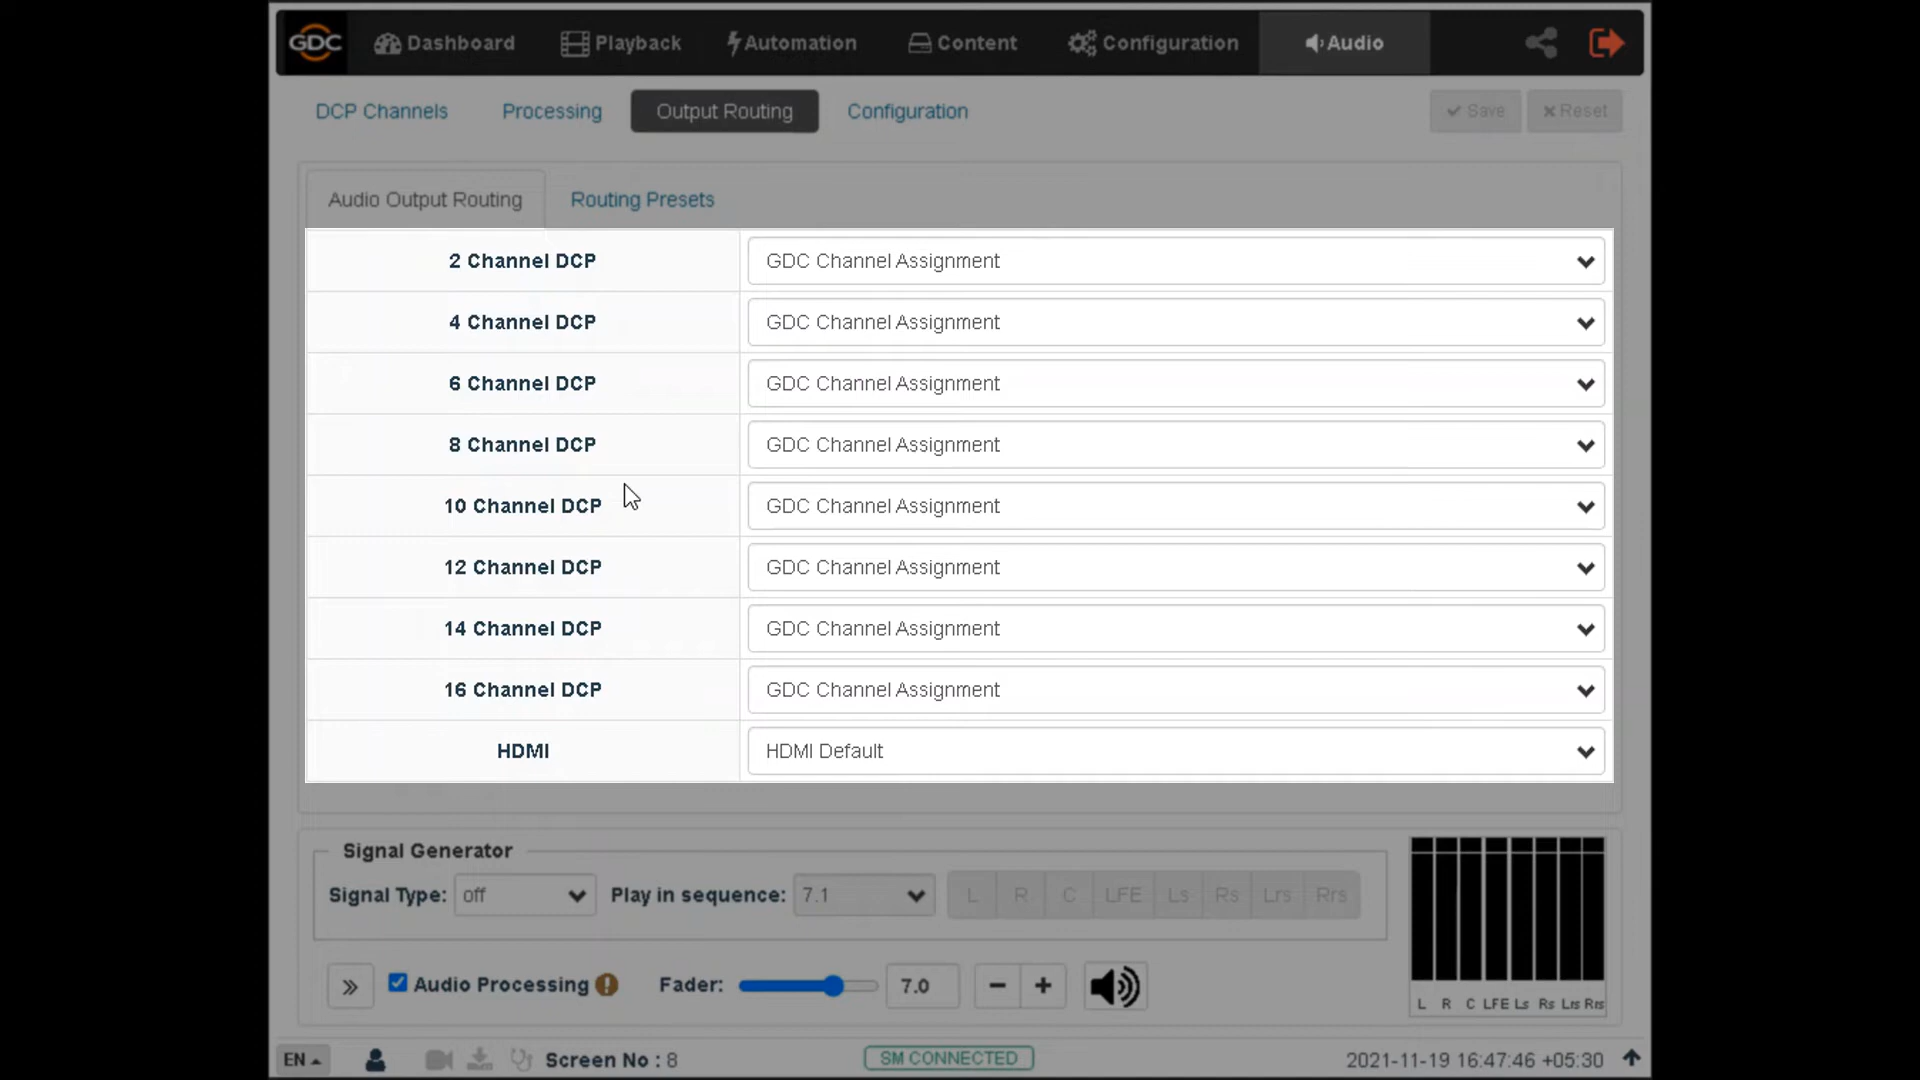 GDC Dashboard Playback Automation Content Configuration Audio
DCP Channels Processing Output Routing Configuration Save Reset
Audio Output Routing Routing Presets
2 Channel DCP GDC Channel Assignment
4 Channel DCP GDC Channel Assignment
6 Channel DCP GDC Channel Assignment
8 Channel DCP GDC Channel Assignment
10 Channel DCP GDC Channel Assignment
12 Channel DCP GDC Channel Assignment
14 Channel DCP GDC Channel Assignment
16 Channel DCP GDC Channel Assignment
HDMI HDMI Default
Signal Generator
Signal Type: off Play in sequence: 7.1 L R C LFE Ls Rs Lrs Rrs
Audio Processing Fader: 7.0 − +
L R C LFE Ls Rs Lrs Rrs
EN Screen No : 8 SM CONNECTED 2021-11-19 16:47:46 +05:30